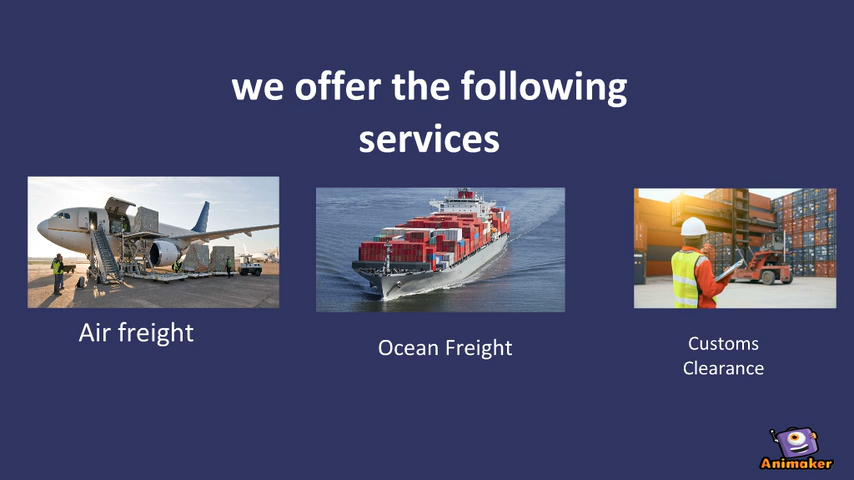 we offer the following
services
Air freight
Ocean Freight
Customs
Clearance
Animaker